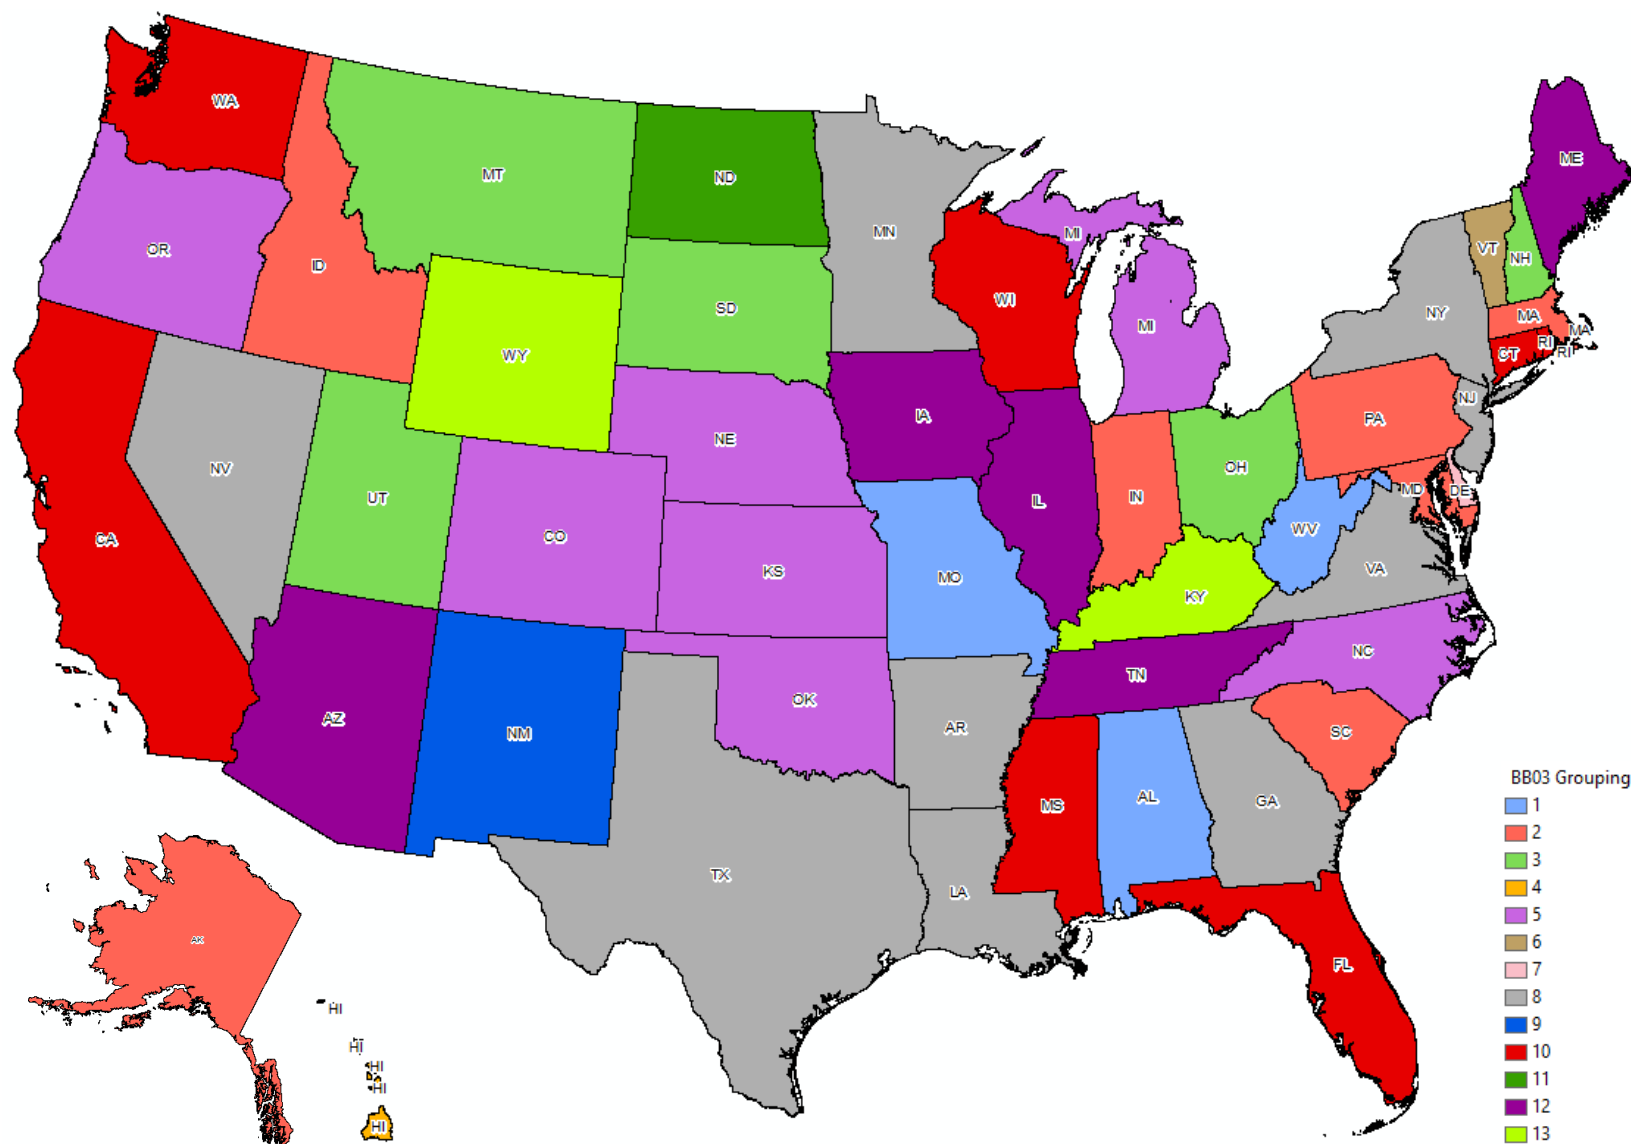 WA
ME
MT
ND
MN
MI
VT
NH
OR
ID
WI
SD
NY
MA
MA
MI
RI
RI
CT
WY
NJ
IA
PA
NE
NV
OH
UT
IN
MD
DE
IL
WV
CA
CO
KS
MO
VA
KY
NC
TN
OK
AZ
NM
AR
SC
MS
AL
GA
TX
LA
AK
FL
HI
HI
HI
HI
HI
BB03 Grouping
1
2
3
4
5
6
7
8
9
10
11
12
13